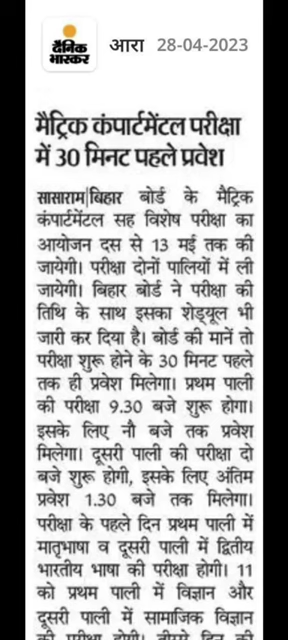 दैनिक
भास्कर
आरा 28-04-2023
मैट्रिक कंपार्टमेंटल परीक्षा
में 30 मिनट पहले प्रवेश
सासाराम|बिहार बोर्ड के मैट्रिक
कंपार्टमेंटल सह विशेष परीक्षा का
आयोजन दस से 13 मई तक की
जायेगी। परीक्षा दोनों पालियों में ली
जायेगी। बिहार बोर्ड ने परीक्षा की
तिथि के साथ इसका शेड्यूल भी
जारी कर दिया है। बोर्ड की मानें तो
परीक्षा शुरू होने के 30 मिनट पहले
तक ही प्रवेश मिलेगा। प्रथम पाली
की परीक्षा 9.30 बजे शुरू होगा।
इसके लिए नौ बजे तक प्रवेश
मिलेगा। दूसरी पाली की परीक्षा दो
बजे शुरू होगी, इसके लिए अंतिम
प्रवेश 1.30 बजे तक मिलेगा।
परीक्षा के पहले दिन प्रथम पाली में
मातृभाषा व दूसरी पाली में द्वितीय
भारतीय भाषा की परीक्षा होगी। 11
को प्रथम पाली में विज्ञान और
दूसरी पाली में सामाजिक विज्ञान
की परीक्षा होगी। तीसरे दिन की